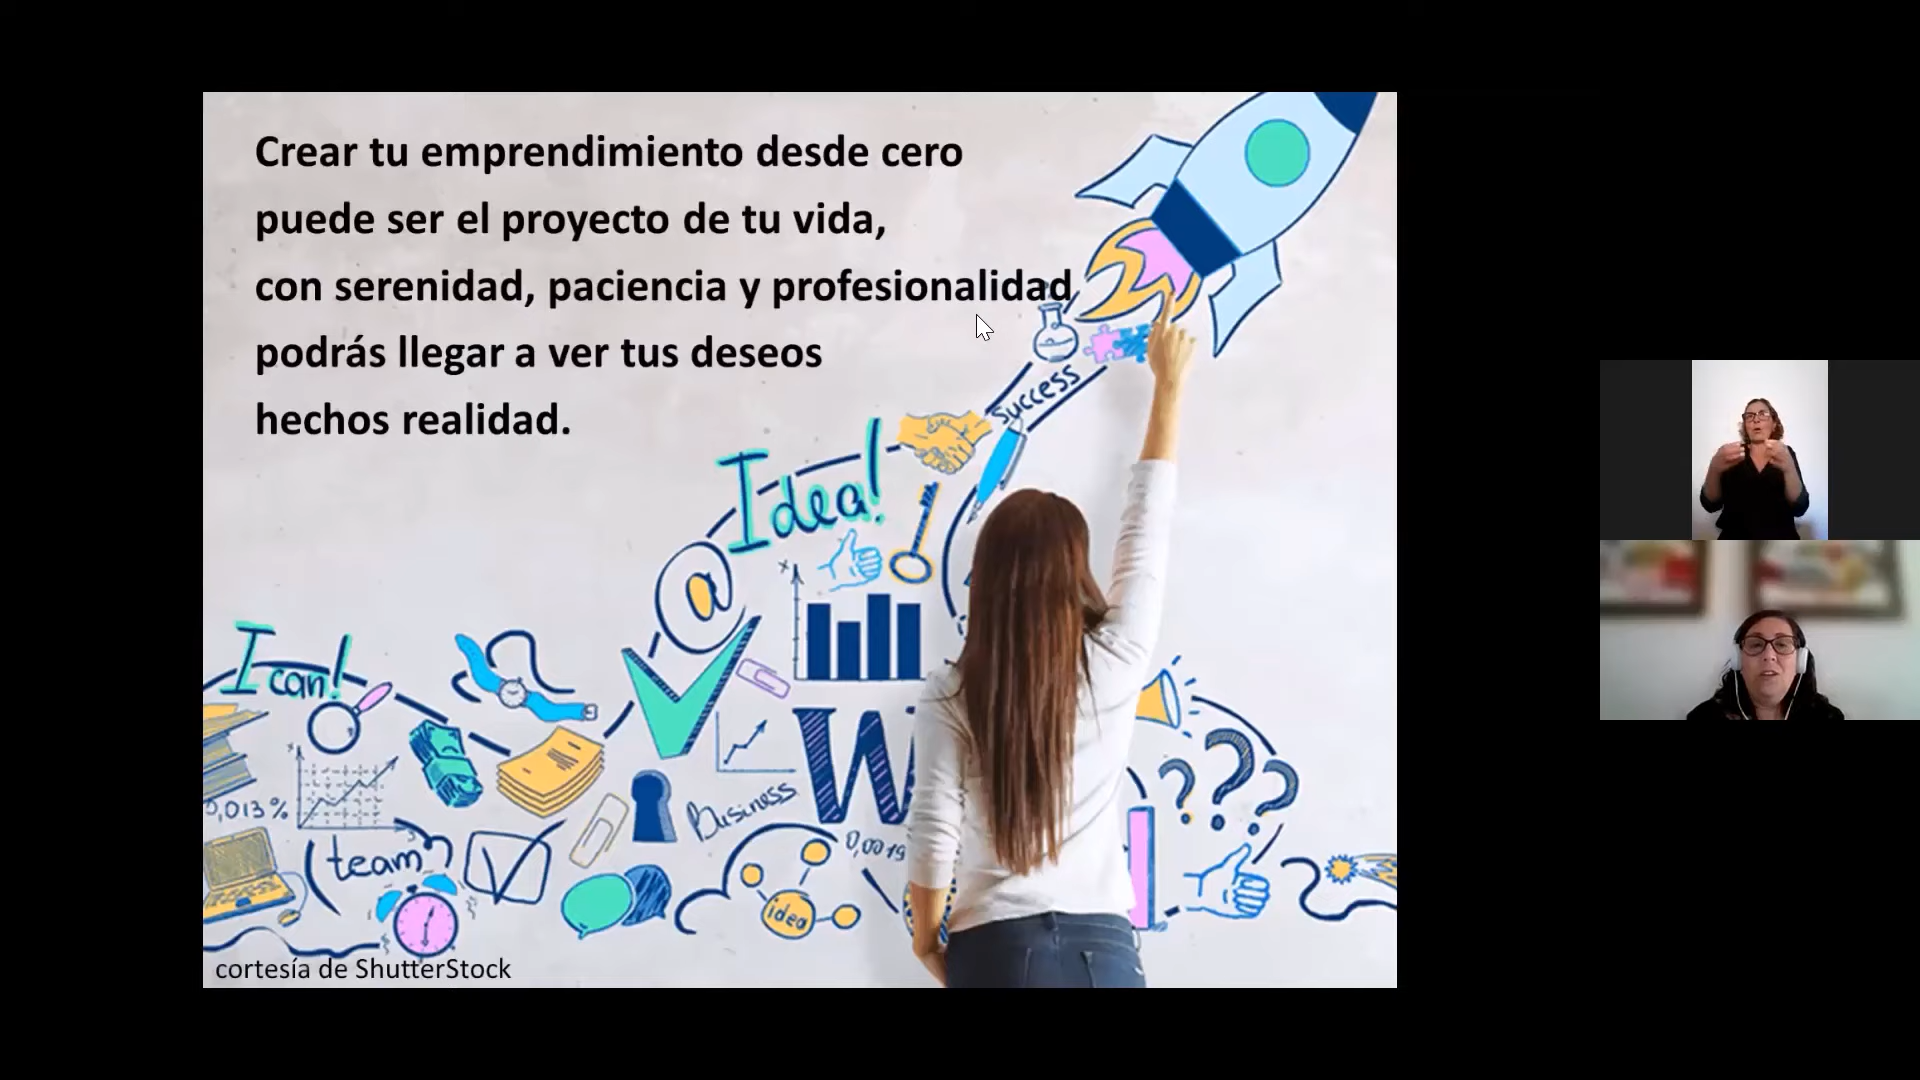 Crear tu emprendimiento desde cero
puede ser el proyecto de tu vida,
con serenidad, paciencia y profesionalidad
podrás llegar a ver tus deseos
hechos realidad.
Success
Idea!
@
I can!
W
Business
0,013%
0,0019
team
idea
???
cortesía de ShutterStock